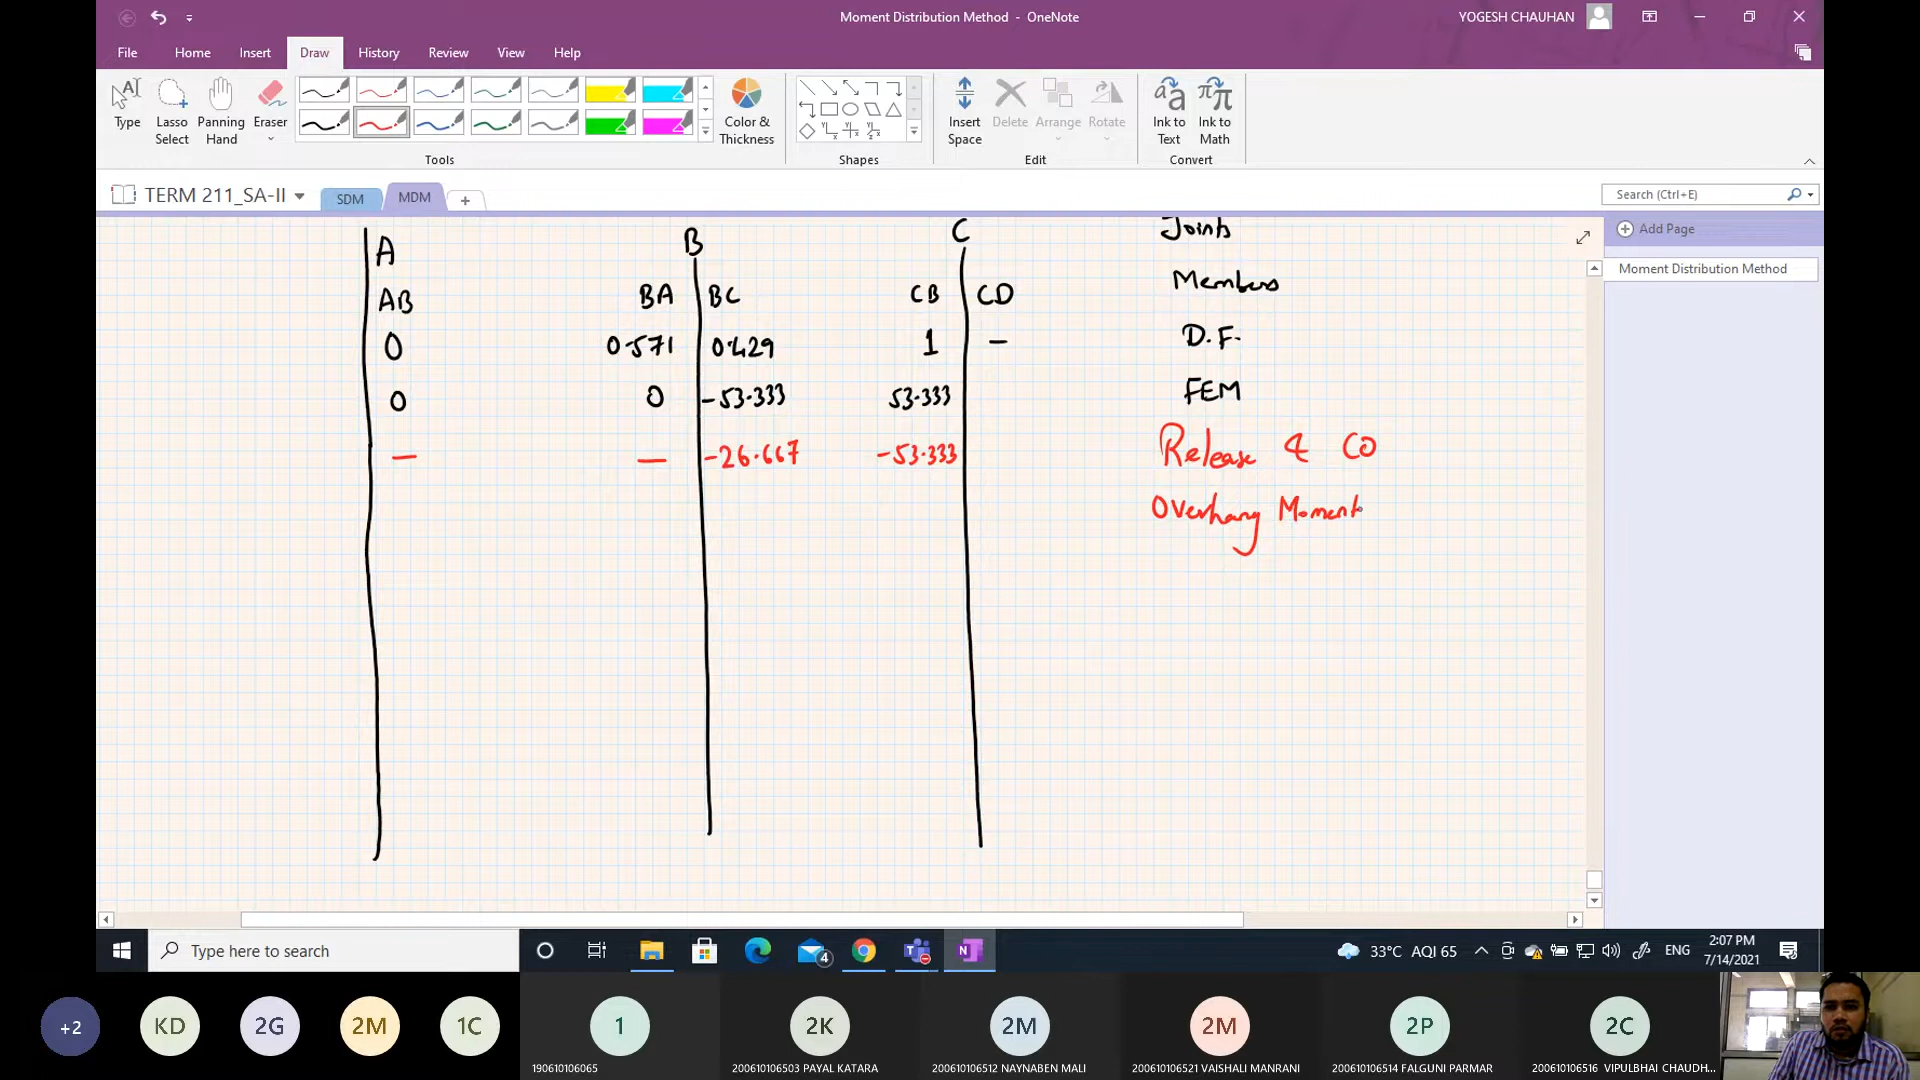 Moment Distribution Method - OneNote
YOGESH CHAUHAN
File Home Insert Draw History View Help
Type
Lasso Select
Panning Hand
Eraser
Color & Thickness
Insert Space
Delete
Arrange
Rotate
Ink to Text
Ink to Math
Tools
Shapes
Edit
Convert
TERM 211_SA-II
SDM
MDM
Search (Ctrl+E)
Add Page
Moment Distribution Method
A B C Joints
AB BA BC CB CD Members
0 0.571 0.429 1 - D.F.
0 0 -53.333 53.333 FEM
- - -26.667 -53.333 Release & CO
Overhang Moment
Type here to search
4
33°C AQI 65
ENG
2:07 PM
7/14/2021
+2 KD 2G 2M 1C 1 2K 2M 2M 2P 2C
190610106065
200610106503 PAYAL KATARA
200610106512 NAYNABEN MALI
200610106521 VAISHALI MANRANI
200610106514 FALGUNI PARMAR
200610106516 VIPULBHAI CHAUDH...